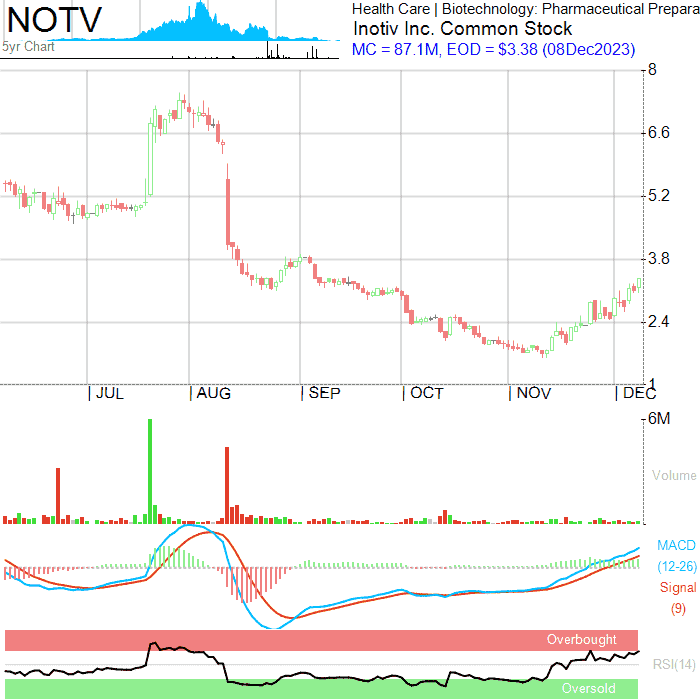 NOTV
5yr Chart
Health Care | Biotechnology: Pharmaceutical Prepara
Inotiv Inc. Common Stock
MC = 87.1M, EOD = $3.38 (08Dec2023)
8
6.6
5.2
3.8
2.4
1
| JUL | AUG | SEP | OCT | NOV | DEC
6M
Volume
MACD
(12-26)
Signal
(9)
Overbought
RSI(14)
Oversold